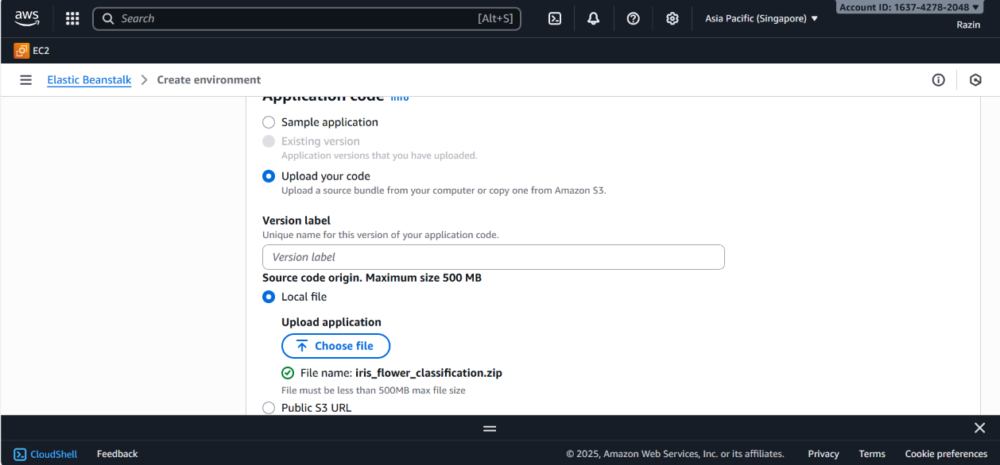 aws
Search [Alt+S]
Asia Pacific (Singapore) ▼
Account ID: 1637-4278-2048 ▼
Razin
EC2
Elastic Beanstalk > Create environment
Application code Info
Sample application
Existing version
Application versions that you have uploaded.
Upload your code
Upload a source bundle from your computer or copy one from Amazon S3.
Version label
Unique name for this version of your application code.
Version label
Source code origin. Maximum size 500 MB
Local file
Upload application
Choose file
File name: iris_flower_classification.zip
File must be less than 500MB max file size
Public S3 URL
CloudShell Feedback © 2025, Amazon Web Services, Inc. or its affiliates. Privacy Terms Cookie preferences